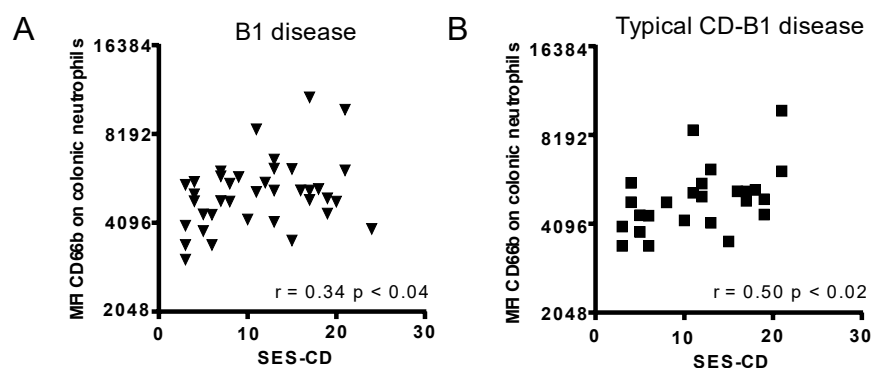 A
B1 disease
MFI CD66b on colonic neutrophils
16384
8192
4096
2048
r = 0.34 p < 0.04
0
10
20
30
SES-CD
B
Typical CD-B1 disease
MFI CD66b on colonic neutrophils
16384
8192
4096
2048
r = 0.50 p < 0.02
0
10
20
30
SES-CD